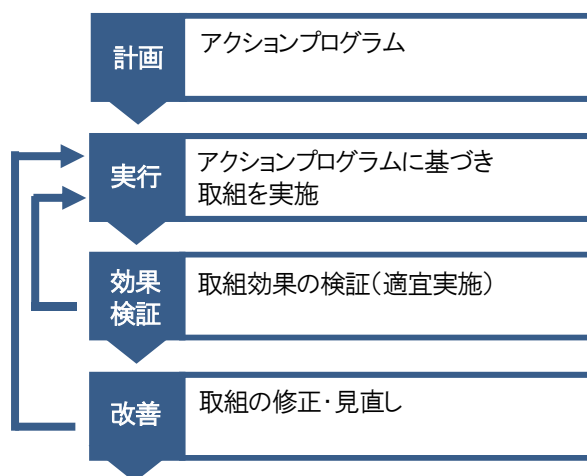 計画
アクションプログラム
実行
アクションプログラムに基づき
取組を実施
効果
検証
取組効果の検証（適宜実施）
改善
取組の修正・見直し